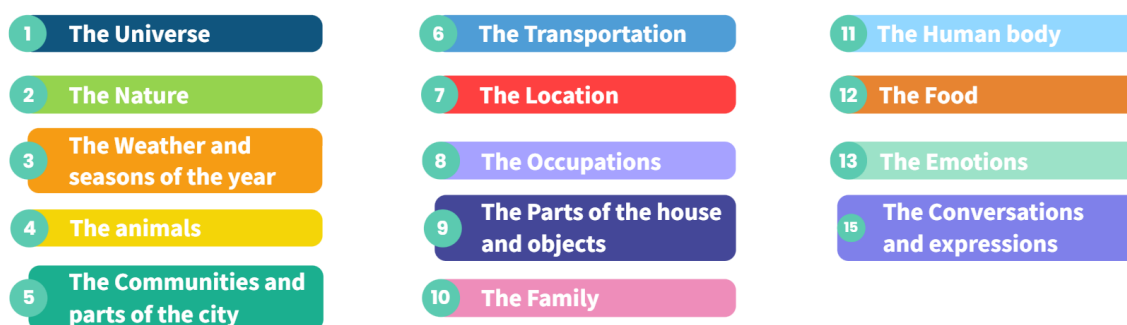 1 The Universe
2 The Nature
3 The Weather and
seasons of the year
4 The animals
5 The Communities and
parts of the city
6 The Transportation
7 The Location
8 The Occupations
9 The Parts of the house
and objects
10 The Family
11 The Human body
12 The Food
13 The Emotions
15 The Conversations
and expressions